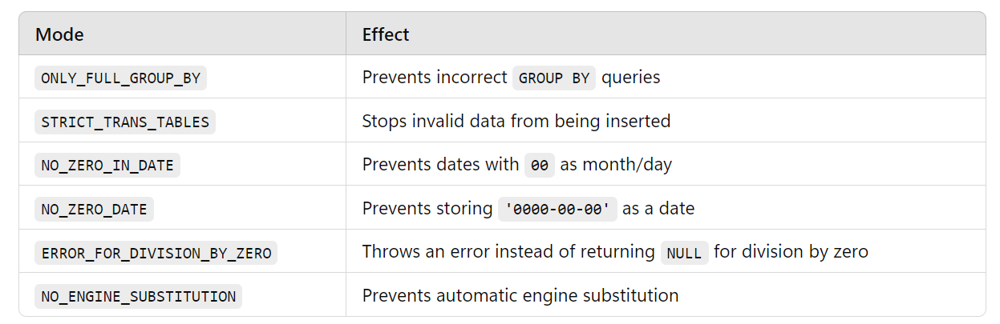 Mode Effect
ONLY_FULL_GROUP_BY Prevents incorrect GROUP BY queries
STRICT_TRANS_TABLES Stops invalid data from being inserted
NO_ZERO_IN_DATE Prevents dates with 00 as month/day
NO_ZERO_DATE Prevents storing '0000-00-00' as a date
ERROR_FOR_DIVISION_BY_ZERO Throws an error instead of returning NULL for division by zero
NO_ENGINE_SUBSTITUTION Prevents automatic engine substitution